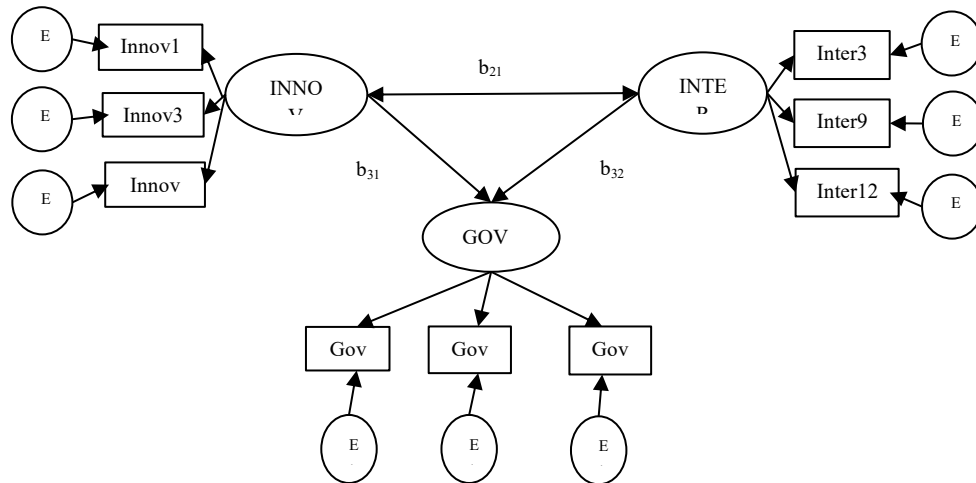 E
Innov1
E
Innov3
E
Innov
INNO
V
b21
INTE
R
Inter3
E
Inter9
E
Inter12
E
b31
b32
GOV
Gov
Gov
Gov
E
E
E